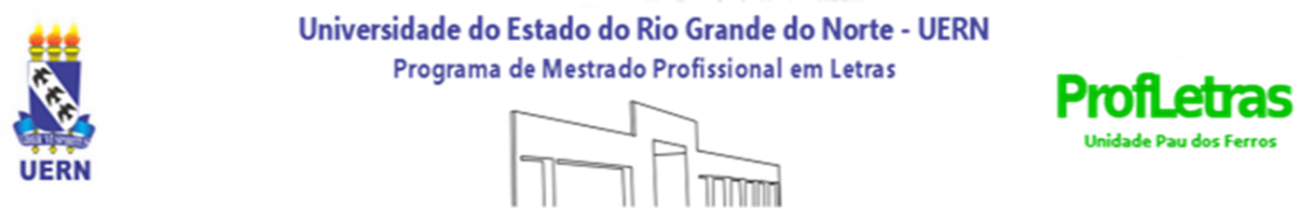 Universidade do Estado do Rio Grande do Norte - UERN
Programa de Mestrado Profissional em Letras
UERN
ProfLetras
Unidade Pau dos Ferros